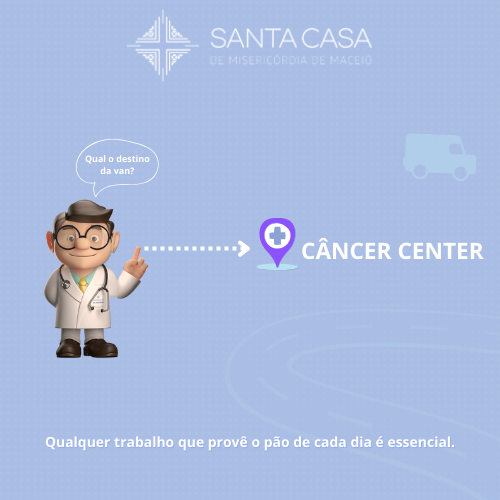 SANTA CASA
DE MISERICÓRDIA DE MACEIÓ
Qual o destino
da van?
CÂNCER CENTER
Qualquer trabalho que provê o pão de cada dia é essencial.